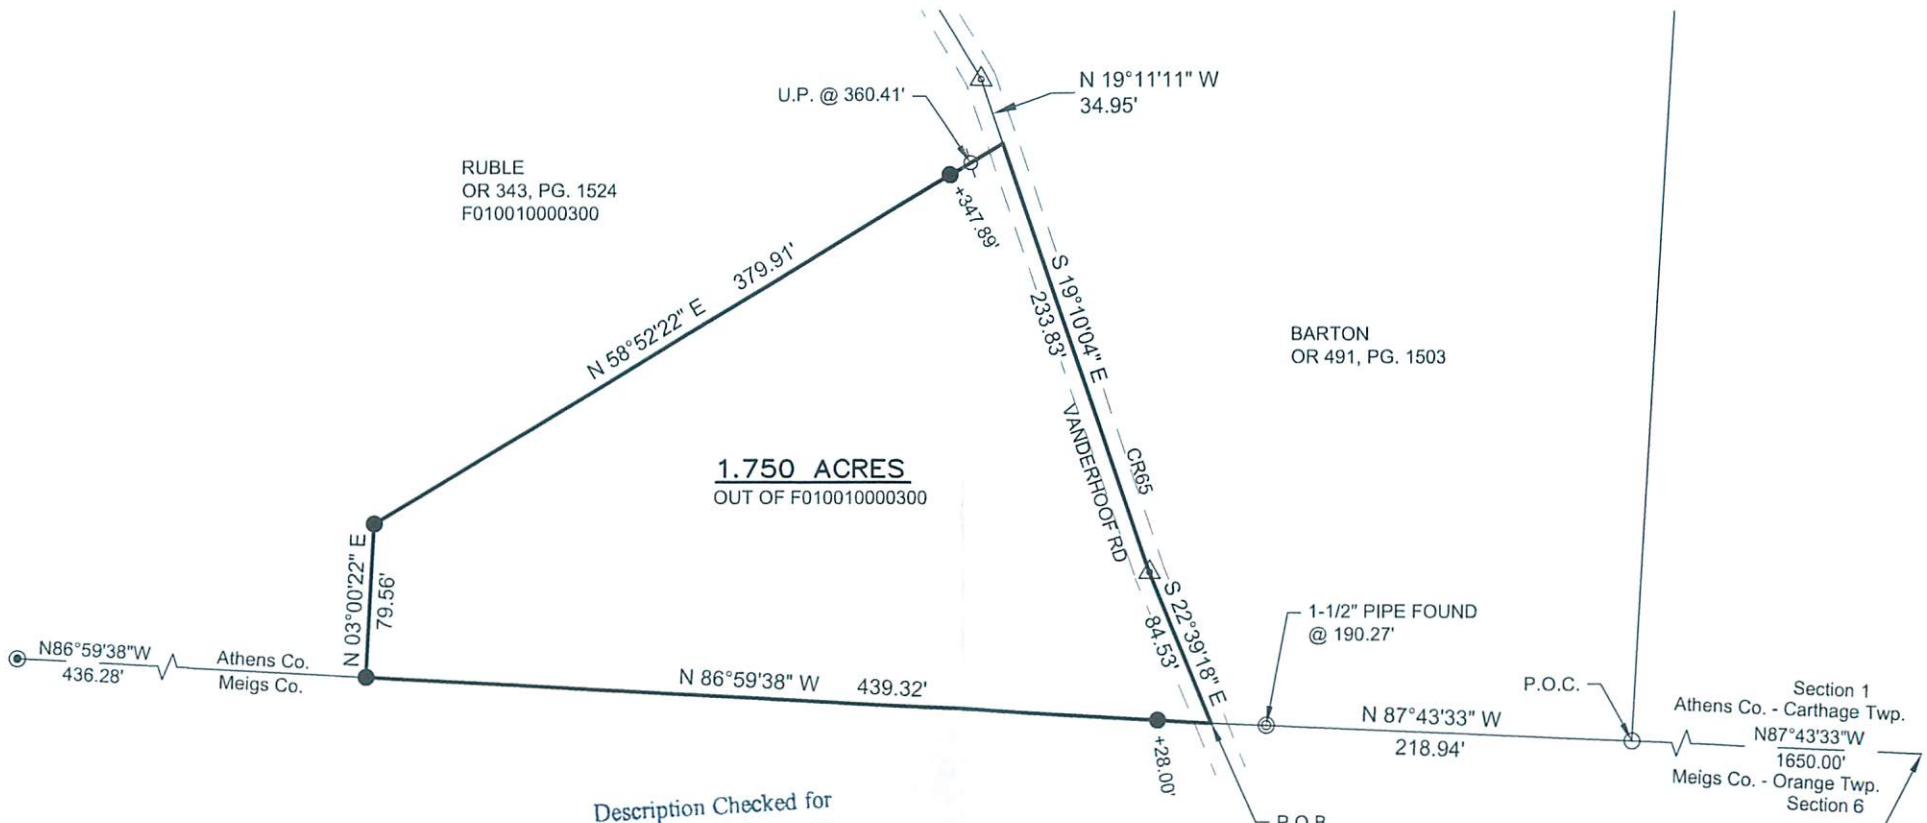 N 19°11'11" W
34.95'
U.P. @ 360.41'
RUBLE
OR 343, PG. 1524
F010010000300
+347.89'
N 58°52'22" E 379.91'
S 19°10'04" E
233.83'
BARTON
OR 491, PG. 1503
VANDERHOOF RD
CR65
1.750 ACRES
OUT OF F010010000300
N 03°00'22" E
79.56'
S 22°39'18" E
84.53'
1-1/2" PIPE FOUND
@ 190.27'
N86°59'38"W
436.28'
Athens Co.
Meigs Co.
N 86°59'38" W 439.32'
+28.00'
N 87°43'33" W
218.94'
P.O.C.
Section 1
Athens Co. - Carthage Twp.
N87°43'33"W
1650.00'
Meigs Co. - Orange Twp.
Section 6
Description Checked for
P.O.B.